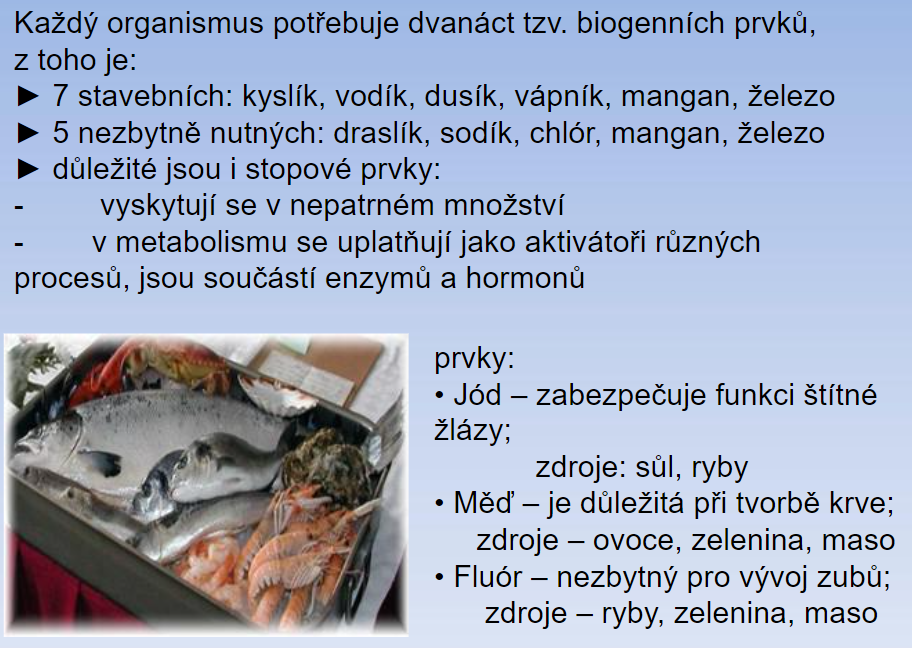 Každý organismus potřebuje dvanáct tzv. biogenních prvků,
z toho je:
► 7 stavebních: kyslík, vodík, dusík, vápník, mangan, železo
► 5 nezbytně nutných: draslík, sodík, chlór, mangan, železo
► důležité jsou i stopové prvky:
- vyskytují se v nepatrném množství
- v metabolismu se uplatňují jako aktivátoři různých
procesů, jsou součástí enzymů a hormonů
prvky:
• Jód – zabezpečuje funkci štítné
žlázy;
zdroje: sůl, ryby
• Měď – je důležitá při tvorbě krve;
zdroje – ovoce, zelenina, maso
• Fluór – nezbytný pro vývoj zubů;
zdroje – ryby, zelenina, maso